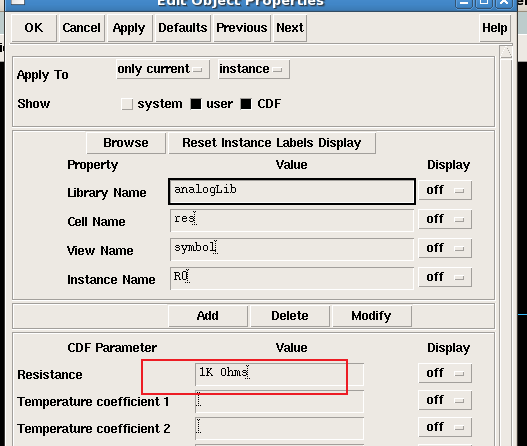 Edit Object Properties
OK Cancel Apply Defaults Previous Next Help
Apply To only current instance
Show system user CDF
Browse Reset Instance Labels Display
Property Value Display
Library Name analogLib off
Cell Name res off
View Name symbol off
Instance Name R0 off
Add Delete Modify
CDF Parameter Value Display
Resistance 1K Ohms off
Temperature coefficient 1 off
Temperature coefficient 2 off